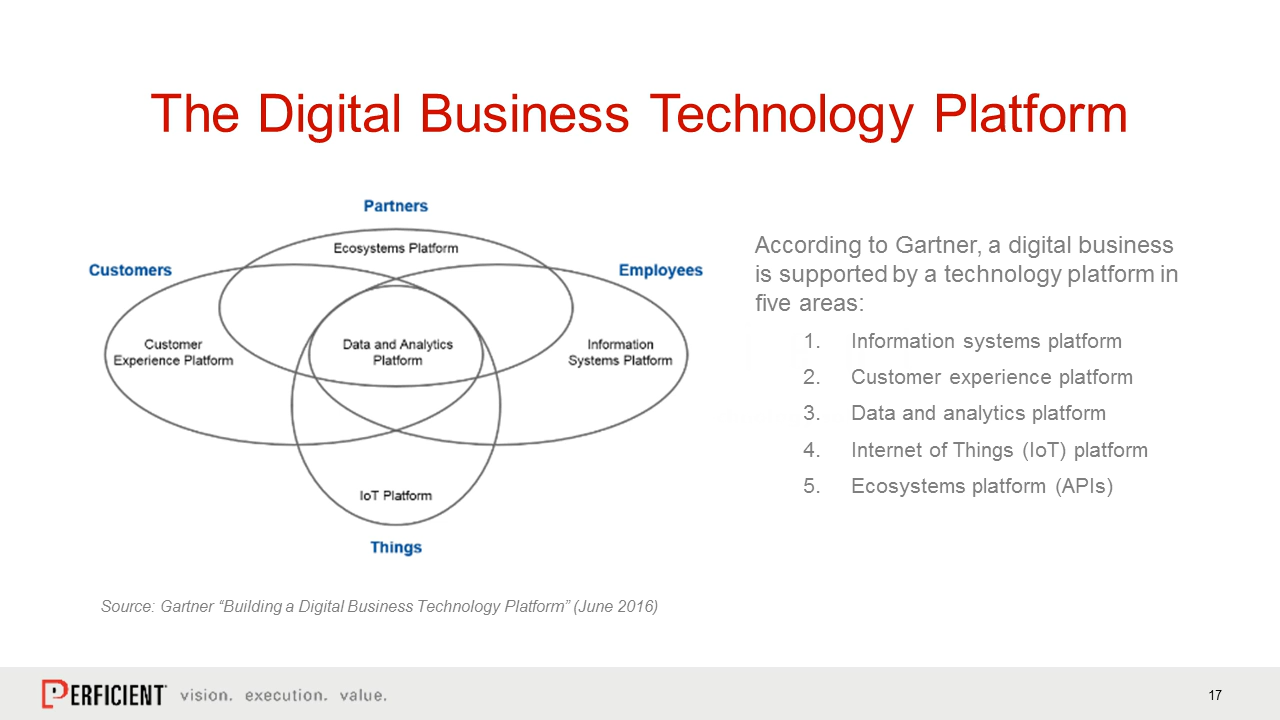 The Digital Business Technology Platform
Partners
Ecosystems Platform
Customers
Employees
Customer
Experience Platform
Data and Analytics
Platform
Information
Systems Platform
IoT Platform
Things
According to Gartner, a digital business
is supported by a technology platform in
five areas:
1. Information systems platform
2. Customer experience platform
3. Data and analytics platform
4. Internet of Things (IoT) platform
5. Ecosystems platform (APIs)
Source: Gartner “Building a Digital Business Technology Platform” (June 2016)
PERFICIENT vision. execution. value.
17